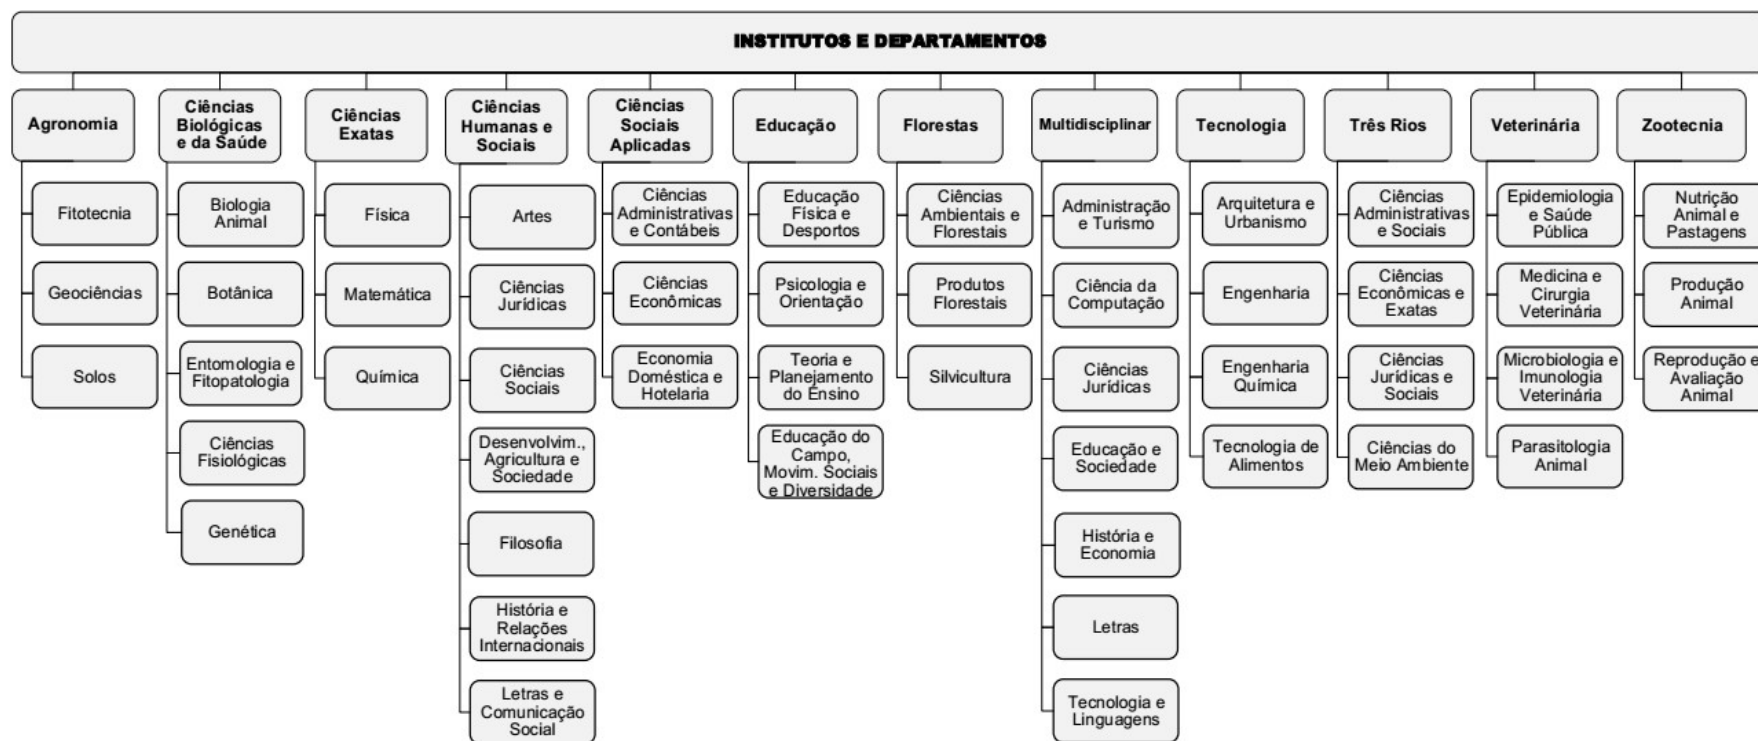 INSTITUTOS E DEPARTAMENTOS
Agronomia
Fitotecnia
Geociências
Solos
Ciências
Biológicas
e da Saúde
Biologia
Animal
Botânica
Entomologia e
Fitopatologia
Ciências
Fisiológicas
Genética
Ciências
Exatas
Física
Matemática
Química
Ciências
Humanas e
Sociais
Artes
Ciências
Jurídicas
Ciências
Sociais
Desenvolvim.,
Agricultura e
Sociedade
Filosofia
História e
Relações
Internacionais
Letras e
Comunicação
Social
Ciências
Sociais
Aplicadas
Ciências
Administrativas
e Contábeis
Ciências
Econômicas
Economia
Doméstica e
Hotelaria
Educação
Educação
Física e
Desportos
Psicologia e
Orientação
Teoria e
Planejamento
do Ensino
Educação do
Campo,
Movim. Sociais
e Diversidade
Florestas
Ciências
Ambientais e
Florestais
Produtos
Florestais
Silvicultura
Multidisciplinar
Administração
e Turismo
Ciência da
Computação
Ciências
Jurídicas
Educação e
Sociedade
História e
Economia
Letras
Tecnologia e
Linguagens
Tecnologia
Arquitetura e
Urbanismo
Engenharia
Engenharia
Química
Tecnologia de
Alimentos
Três Rios
Ciências
Administrativas
e Sociais
Ciências
Econômicas e
Exatas
Ciências
Jurídicas e
Sociais
Ciências do
Meio Ambiente
Veterinária
Epidemiologia
e Saúde
Pública
Medicina e
Cirurgia
Veterinária
Microbiologia e
Imunologia
Veterinária
Parasitologia
Animal
Zootecnia
Nutrição
Animal e
Pastagens
Produção
Animal
Reprodução e
Avaliação
Animal